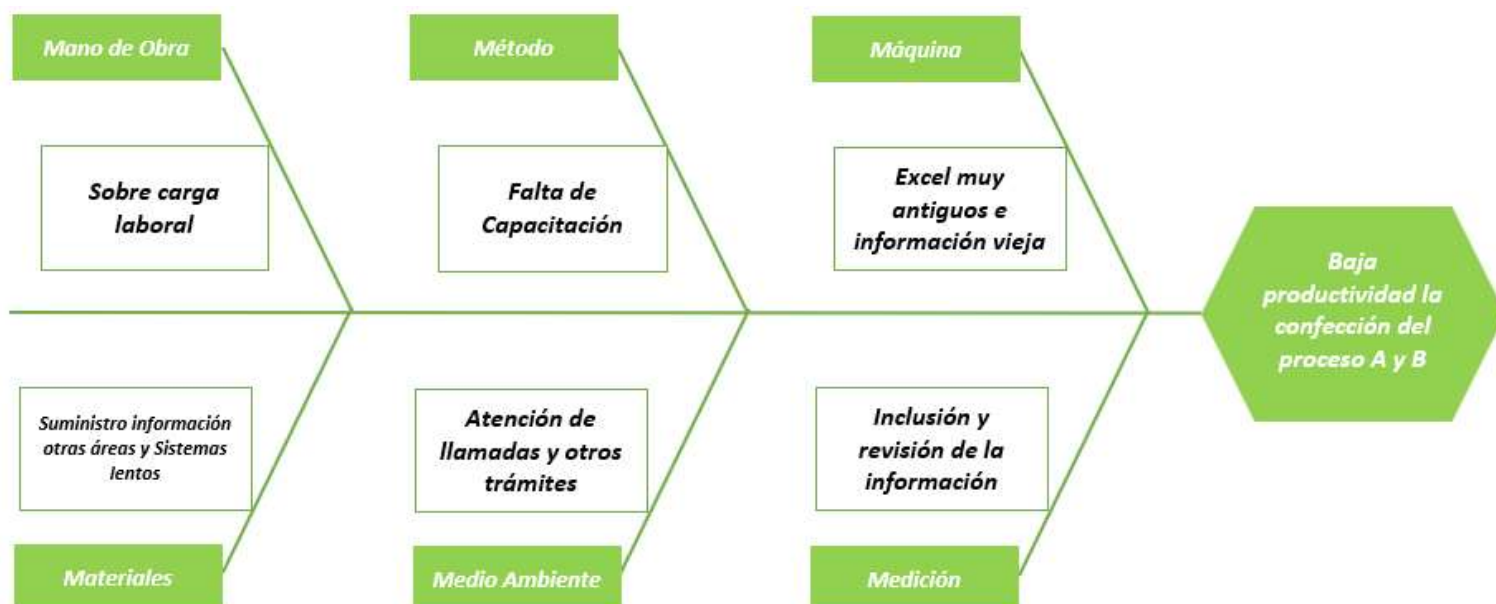 Mano de Obra
Método
Máquina
Sobre carga
laboral
Falta de
Capacitación
Excel muy
antiguos e
información vieja
Baja
productividad la
confección del
proceso A y B
Suministro información
otras áreas y Sistemas
lentos
Atención de
llamadas y otros
trámites
Inclusión y
revisión de la
información
Materiales
Medio Ambiente
Medición